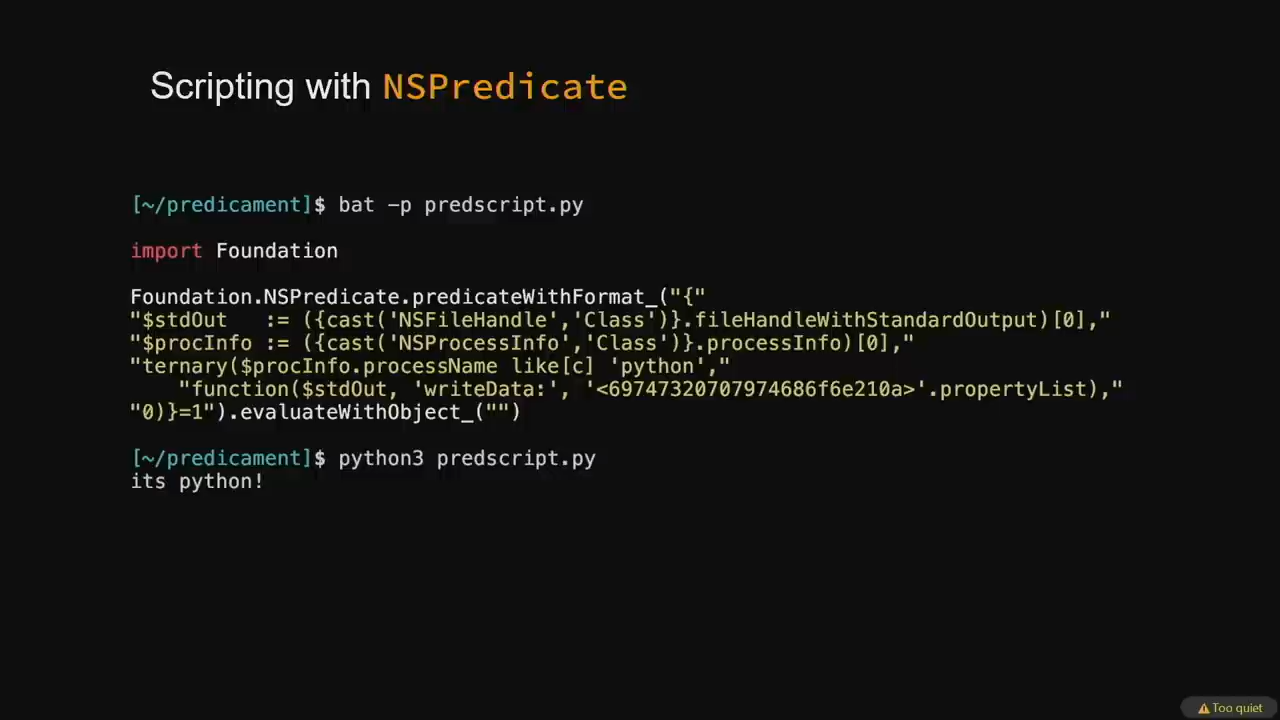 Scripting with NSPredicate
[~/predicament]$ bat -p predscript.py
import Foundation
Foundation.NSPredicate.predicateWithFormat_("{"
"$stdOut   := ({cast('NSFileHandle','Class')}.fileHandleWithStandardOutput)[0],"
"$procInfo := ({cast('NSProcessInfo','Class')}.processInfo)[0],"
"ternary($procInfo.processName like[c] 'python',"
    "function($stdOut, 'writeData:', '<69747320707974686f6e210a>'.propertyList),"
"0)}=1").evaluateWithObject_("")
[~/predicament]$ python3 predscript.py
its python!
⚠ Too quiet